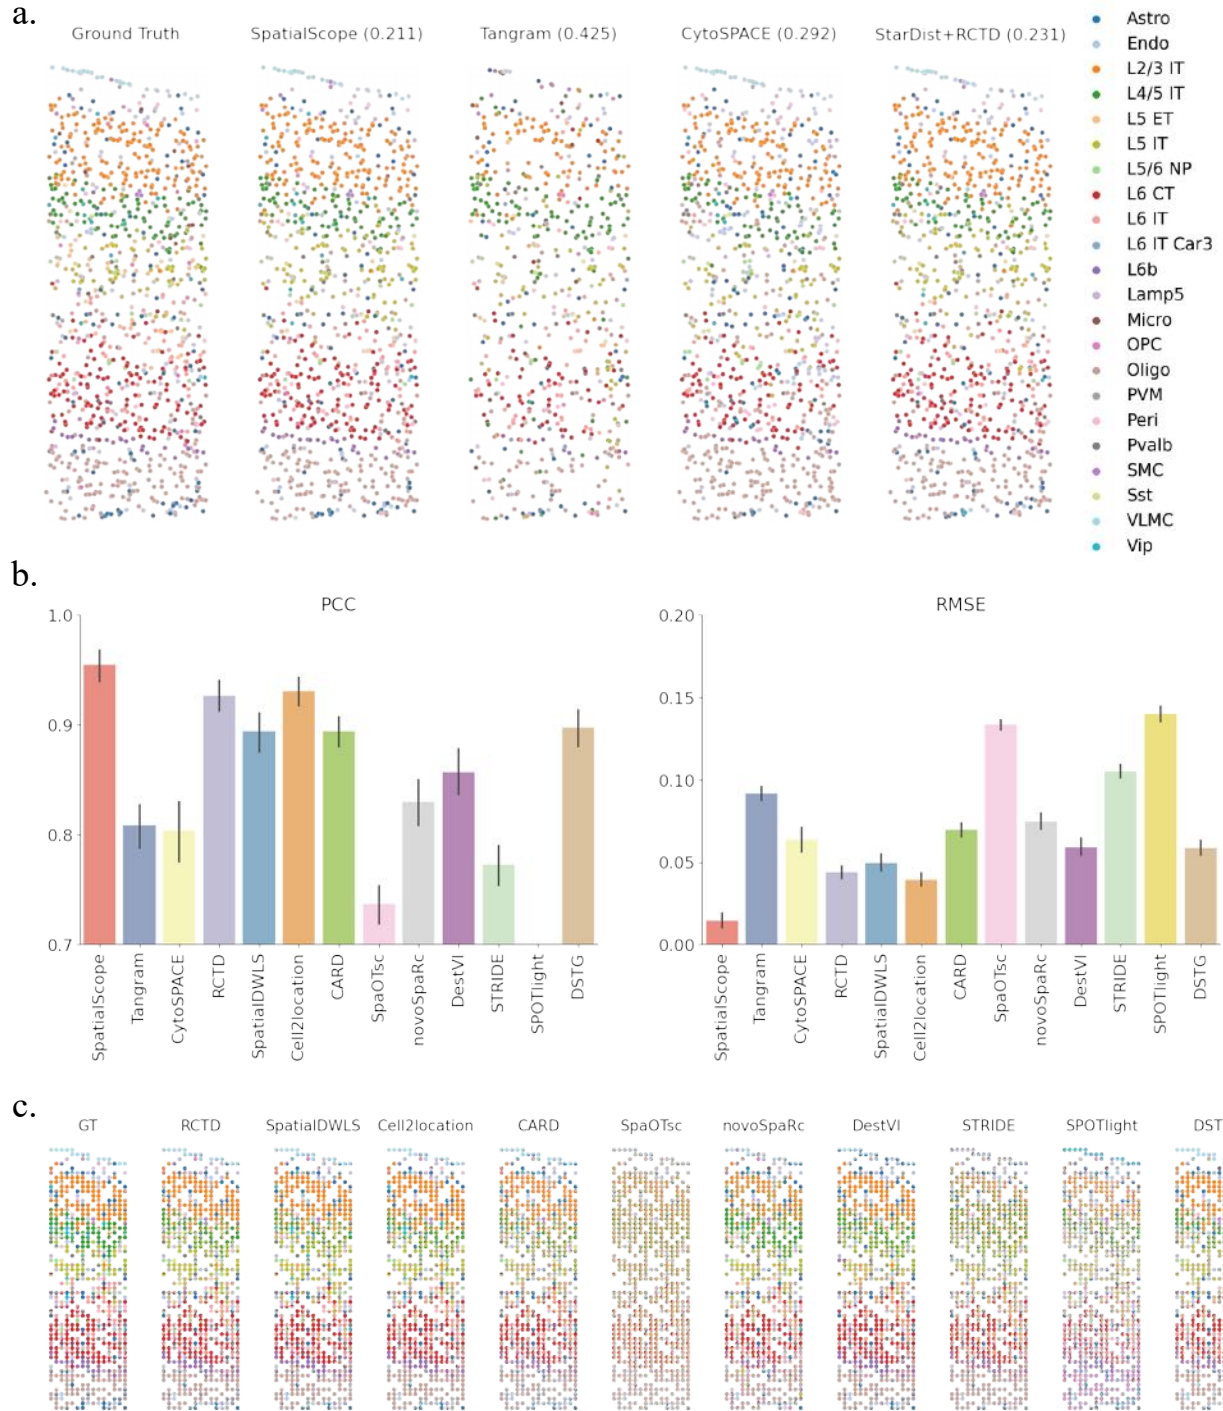 a.
Ground Truth
SpatialScope (0.211)
Tangram (0.425)
CytoSPACE (0.292)
StarDist+RCTD (0.231)
Astro
Endo
L2/3 IT
L4/5 IT
L5 ET
L5 IT
L5/6 NP
L6 CT
L6 IT
L6 IT Car3
L6b
Lamp5
Micro
OPC
Oligo
PVM
Peri
Pvalb
SMC
Sst
VLMC
Vip
b.
PCC
1.0
0.9
0.8
0.7
SpatialScope
Tangram
CytoSPACE
RCTD
SpatialDWLS
Cell2location
CARD
SpaOTsc
novoSpaRc
DestVI
STRIDE
SPOTlight
DSTG
RMSE
0.20
0.15
0.10
0.05
0.00
SpatialScope
Tangram
CytoSPACE
RCTD
SpatialDWLS
Cell2location
CARD
SpaOTsc
novoSpaRc
DestVI
STRIDE
SPOTlight
DSTG
c.
GT
RCTD
SpatialDWLS
Cell2location
CARD
SpaOTsc
novoSpaRc
DestVI
STRIDE
SPOTlight
DST